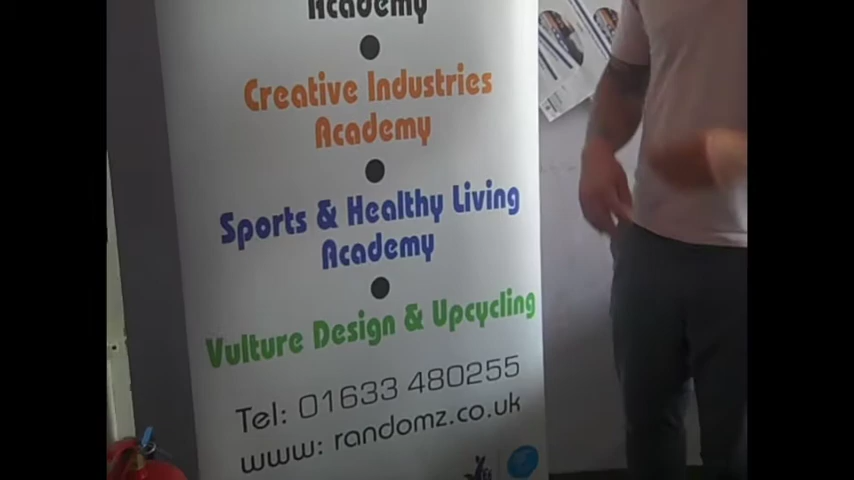 Academy
Creative Industries
Academy
Sports & Healthy Living
Academy
Vulture Design & Upcycling
Tel: 01633 480255
www: randomz.co.uk